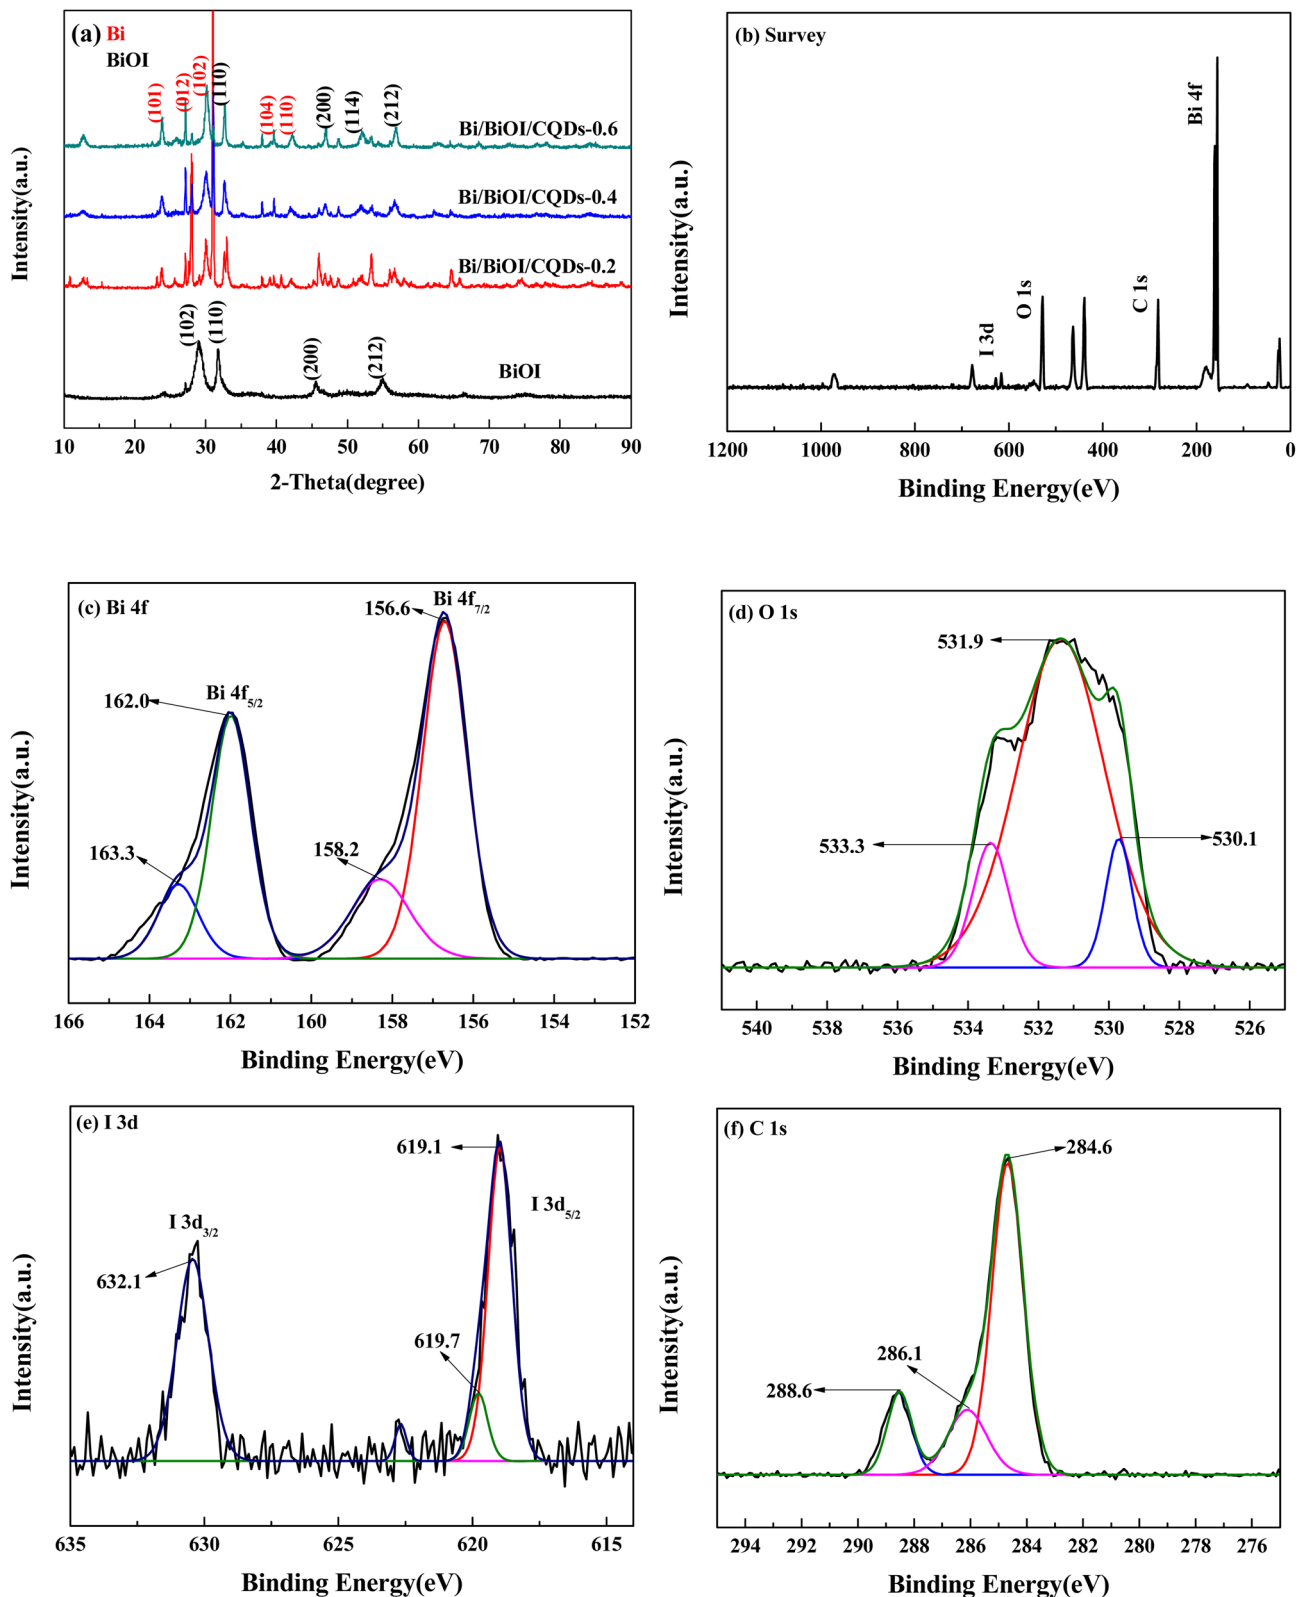 (a) Bi
BiOI
(101)
(012)
(102)
(110)
(104)
(110)
(200)
(114)
(212)
Bi/BiOI/CQDs-0.6
Bi/BiOI/CQDs-0.4
Bi/BiOI/CQDs-0.2
(102)
(110)
(200)
(212)
BiOI
Intensity(a.u.)
10 20 30 40 50 60 70 80 90
2-Theta(degree)
(b) Survey
I 3d
O 1s
C 1s
Bi 4f
Intensity(a.u.)
1200 1000 800 600 400 200 0
Binding Energy(eV)
(c) Bi 4f
156.6
Bi 4f7/2
162.0
Bi 4f5/2
163.3
158.2
Intensity(a.u.)
166 164 162 160 158 156 154 152
Binding Energy(eV)
(d) O 1s
531.9
533.3
530.1
Intensity(a.u.)
540 538 536 534 532 530 528 526
Binding Energy(eV)
(e) I 3d
619.1
I 3d5/2
I 3d3/2
632.1
619.7
Intensity(a.u.)
635 630 625 620 615
Binding Energy(eV)
(f) C 1s
284.6
286.1
288.6
Intensity(a.u.)
294 292 290 288 286 284 282 280 278 276
Binding Energy(eV)